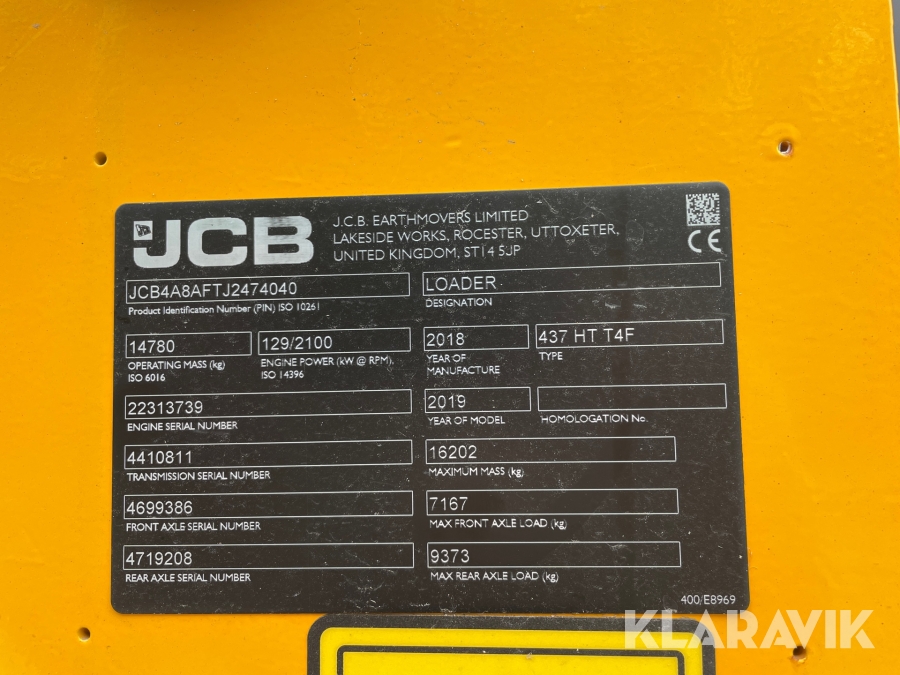 JCB
J.C.B. EARTHMOVERS LIMITED
LAKESIDE WORKS, ROCESTER, UTTOXETER,
UNITED KINGDOM, ST14 5JP
CE
JCB4A8AFTJ2474040
Product Identification Number (PIN) ISO 10261
LOADER
DESIGNATION
14780
OPERATING MASS (kg)
ISO 6016
129/2100
ENGINE POWER (kW @ RPM),
ISO 14396
2018
YEAR OF
MANUFACTURE
437 HT T4F
TYPE
22313739
ENGINE SERIAL NUMBER
2019
YEAR OF MODEL
HOMOLOGATION No.
4410811
TRANSMISSION SERIAL NUMBER
16202
MAXIMUM MASS (kg)
4699386
FRONT AXLE SERIAL NUMBER
7167
MAX FRONT AXLE LOAD (kg)
4719208
REAR AXLE SERIAL NUMBER
9373
MAX REAR AXLE LOAD (kg)
400/E8969
KLARAVIK